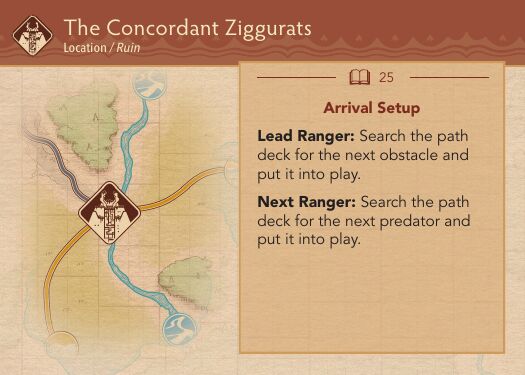 The Concordant Ziggurats
Location / Ruin
25
Arrival Setup
Lead Ranger: Search the path
deck for the next obstacle and
put it into play.
Next Ranger: Search the path
deck for the next predator and
put it into play.